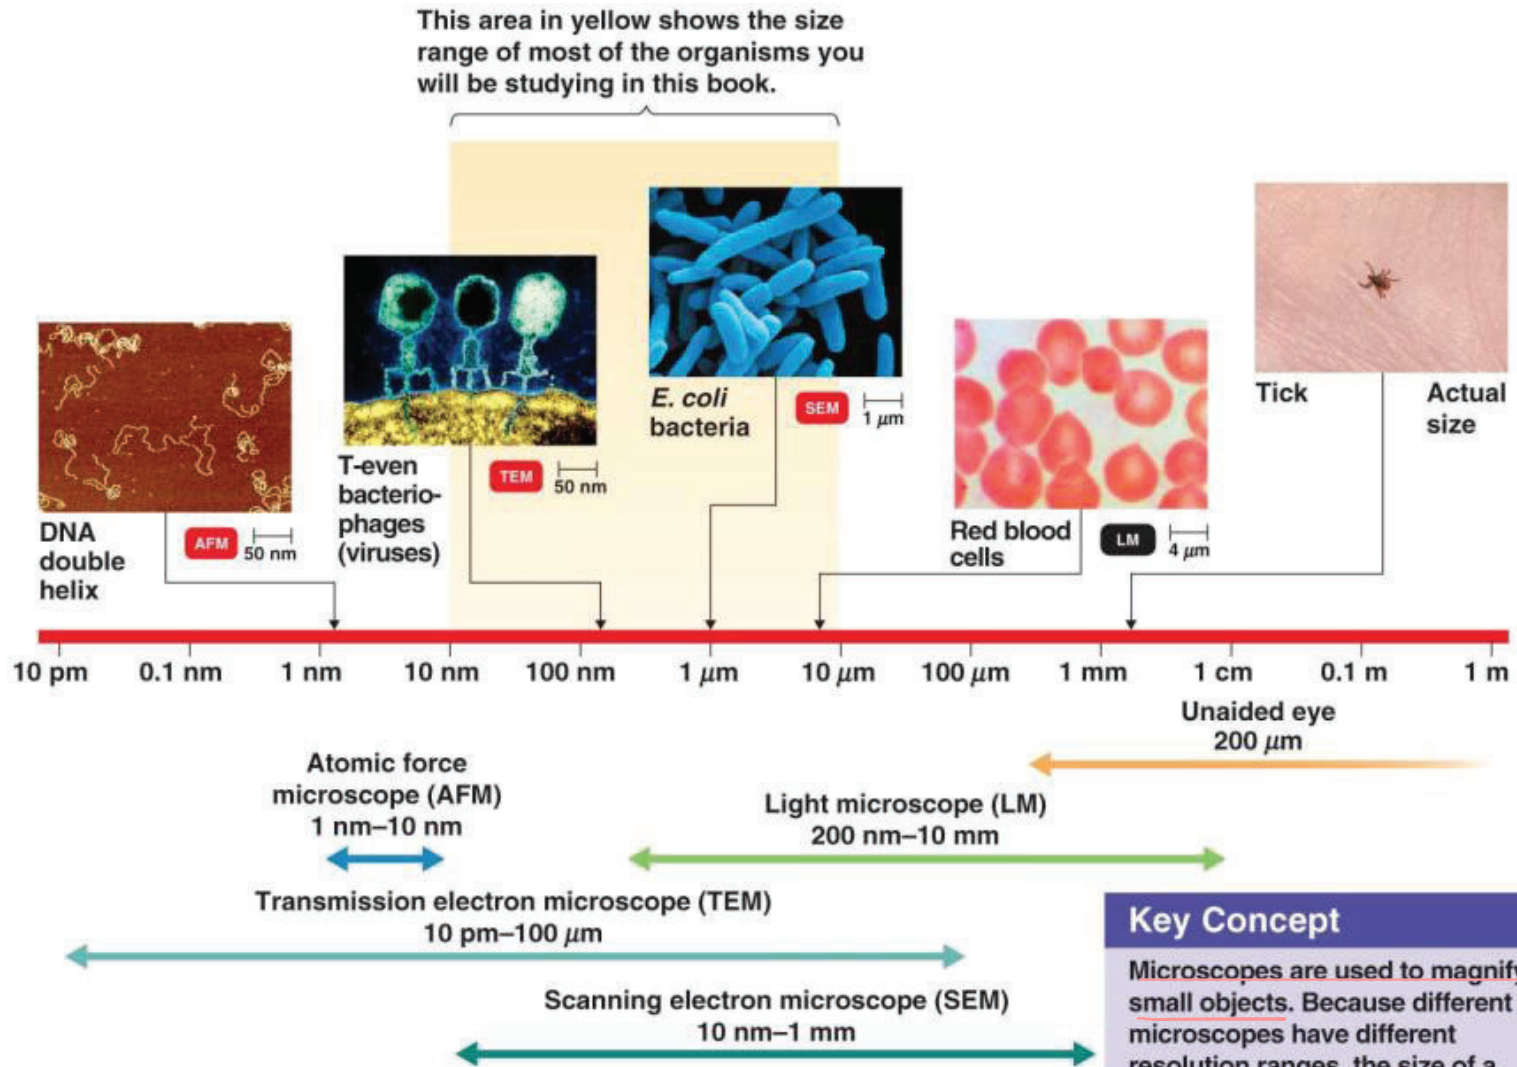 This area in yellow shows the size
range of most of the organisms you
will be studying in this book.
DNA
double
helix
AFM
50 nm
T-even
bacterio-
phages
(viruses)
TEM
50 nm
E. coli
bacteria
SEM
1 μm
Red blood
cells
LM
4 μm
Tick
Actual
size
10 pm 0.1 nm 1 nm 10 nm 100 nm 1 μm 10 μm 100 μm 1 mm 1 cm 0.1 m 1 m
Unaided eye
200 μm
Atomic force
microscope (AFM)
1 nm–10 nm
Light microscope (LM)
200 nm–10 mm
Transmission electron microscope (TEM)
10 pm–100 μm
Scanning electron microscope (SEM)
10 nm–1 mm
Key Concept
Microscopes are used to magnify
small objects. Because different
microscopes have different
resolution ranges, the size of a